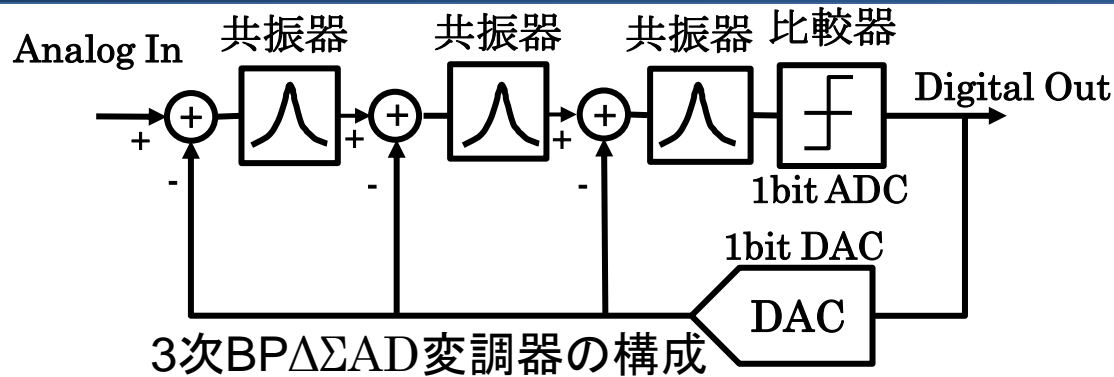 Analog In
共振器
共振器
共振器
比較器
Digital Out
+
+
+
+
+
+
-
-
-
1bit ADC
1bit DAC
DAC
3次BPΔΣAD変調器の構成